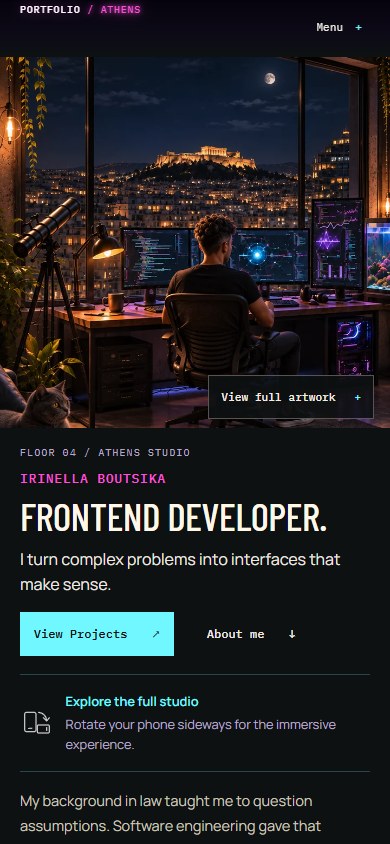 PORTFOLIO / ATHENS
Menu +
View full artwork +
FLOOR 04 / ATHENS STUDIO
IRINELLA BOUTSIKA
FRONTEND DEVELOPER.
I turn complex problems into interfaces that
make sense.
View Projects ↗
About me ↓
Explore the full studio
Rotate your phone sideways for the immersive
experience.
My background in law taught me to question
assumptions. Software engineering gave that